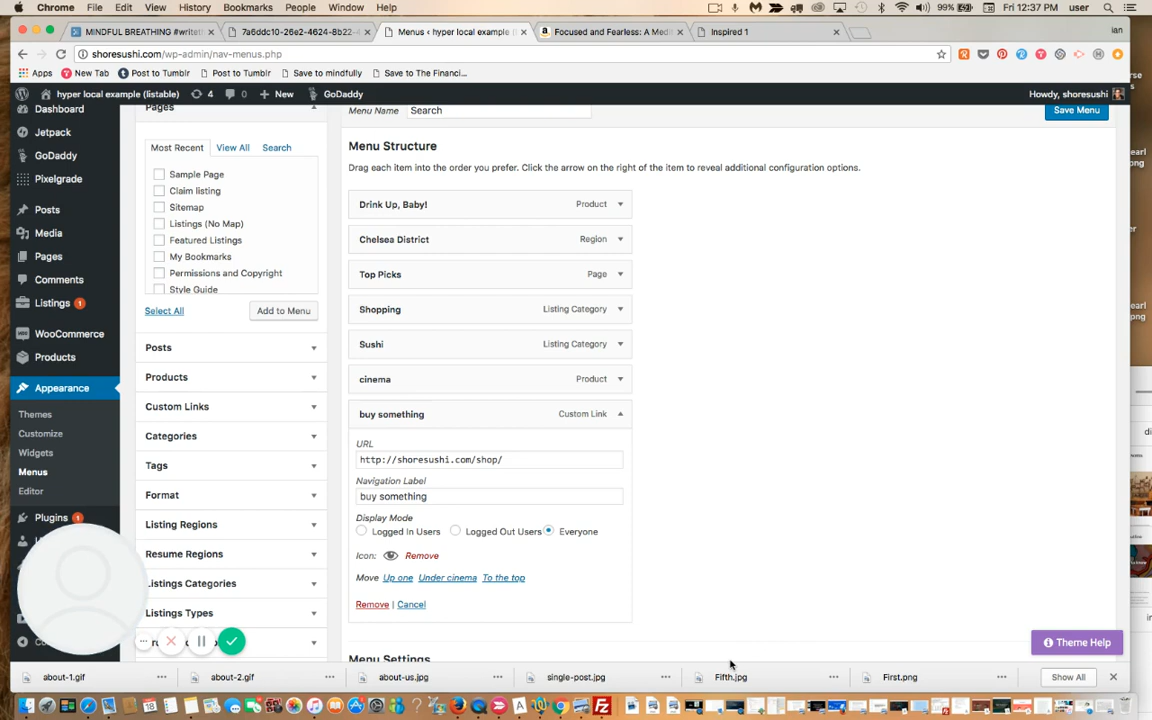 Chrome File Edit View History Bookmarks People Window Help 99% Fri 12:37 PM user
MINDFUL BREATHING #writeth 7a6ddc10-26e2-4624-8b22- Menus ‹ hyper local example ( Focused and Fearless: A Medi Inspired 1 ian
shoresushi.com/wp-admin/nav-menus.php
Apps New Tab Post to Tumblr Post to Tumblr Save to mindfully Save to The Financi...
hyper local example (listable) 4 New GoDaddy Howdy, shoresushi
Dashboard
Jetpack
GoDaddy
Pixelgrade
Posts
Media
Pages
Comments
Listings 1
WooCommerce
Products
Appearance
Themes
Customize
Widgets
Menus
Editor
Plugins 1
Pages
Most Recent View All Search
Sample Page
Claim listing
Sitemap
Listings (No Map)
Featured Listings
My Bookmarks
Permissions and Copyright
Style Guide
Select All Add to Menu
Posts
Products
Custom Links
Categories
Tags
Format
Listing Regions
Resume Regions
Listings Categories
Listings Types
Menu Name Search Save Menu
Menu Structure
Drag each item into the order you prefer. Click the arrow on the right of the item to reveal additional configuration options.
Drink Up, Baby! Product
Chelsea District Region
Top Picks Page
Shopping Listing Category
Sushi Listing Category
cinema Product
buy something Custom Link
URL
http://shoresushi.com/shop/
Navigation Label
buy something
Display Mode
Logged In Users Logged Out Users Everyone
Icon: Remove
Move Up one Under cinema To the top
Remove | Cancel
Menu Settings
Theme Help
about-1.gif about-2.gif about-us.jpg single-post.jpg Fifth.jpg First.png Show All